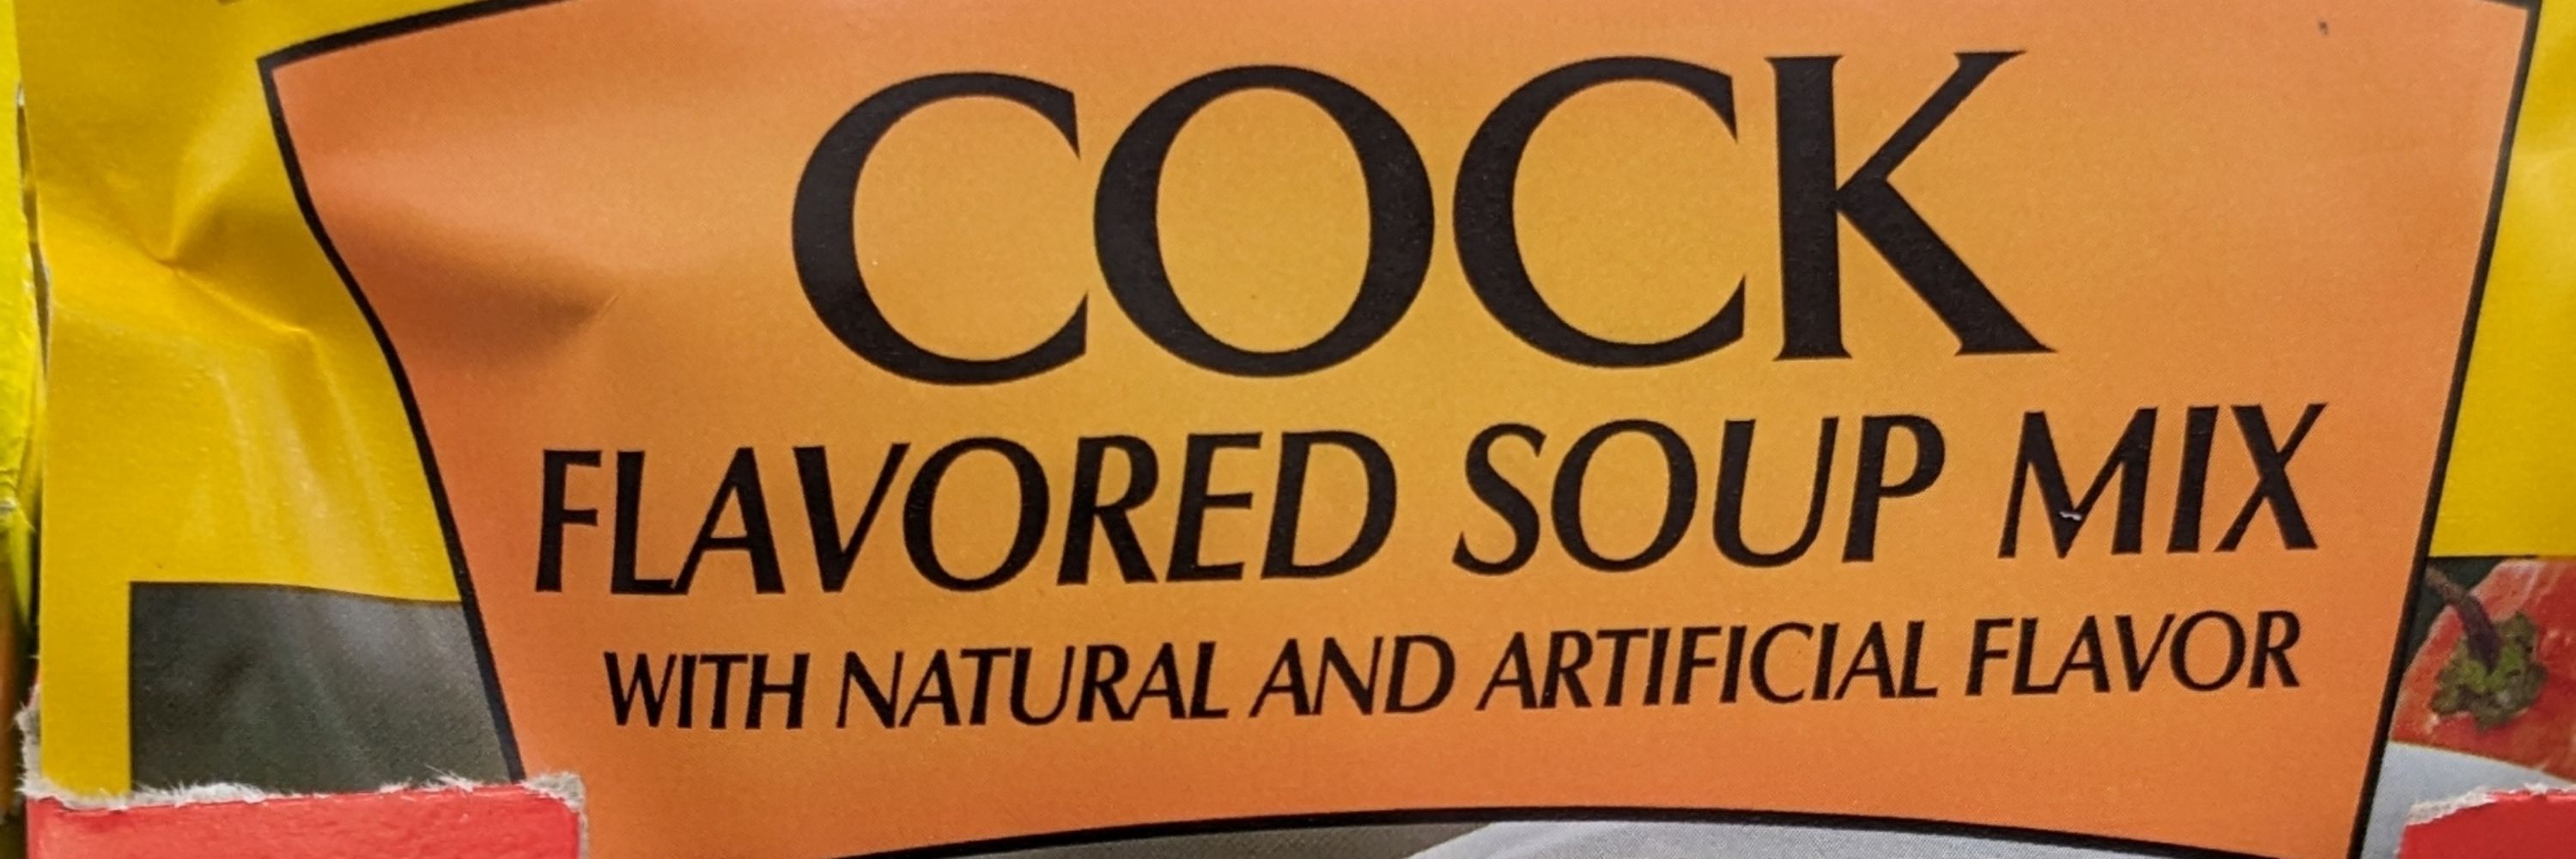 COCK
FLAVORED SOUP MIX
WITH NATURAL AND ARTIFICIAL FLAVOR